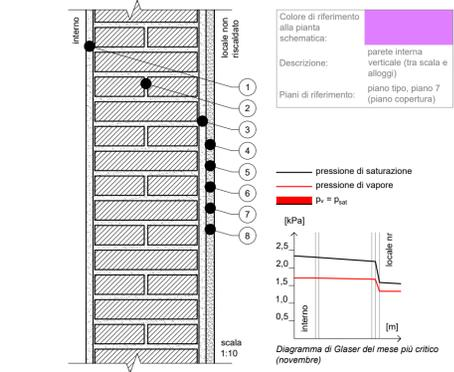 interno
locale non
riscaldato
1
2
3
4
5
6
7
8
scala
1:10
Colore di riferimento
alla pianta
schematica:
Descrizione:
parete interna
verticale (tra scala e
alloggi)
Piani di riferimento:
piano tipo, piano 7
(piano copertura)
pressione di saturazione
pressione di vapore
pv = psat
[kPa]
2,5
2,0
1,5
1,0
0,5
interno
locale nr
[m]
Diagramma di Glaser del mese più critico
(novembre)